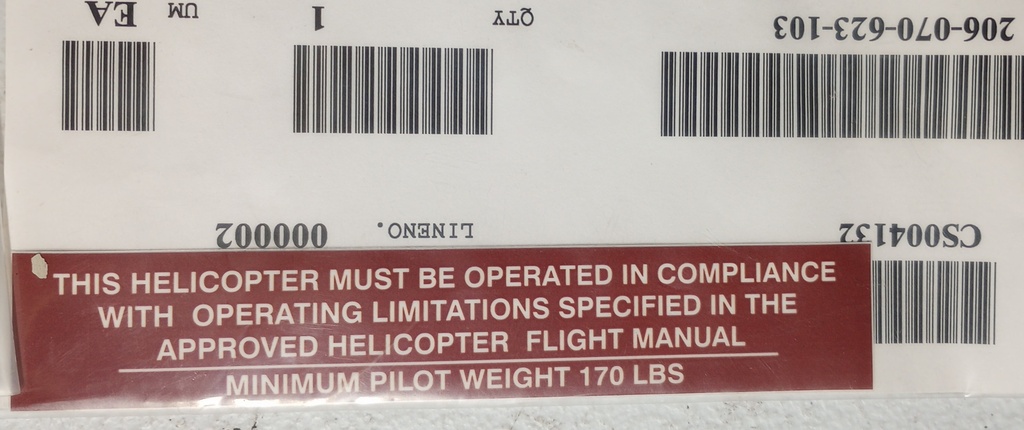 206-070-623-103
QTY 1 UM EA
CS004132
LINENO. 000002
THIS HELICOPTER MUST BE OPERATED IN COMPLIANCE
WITH OPERATING LIMITATIONS SPECIFIED IN THE
APPROVED HELICOPTER FLIGHT MANUAL
MINIMUM PILOT WEIGHT 170 LBS